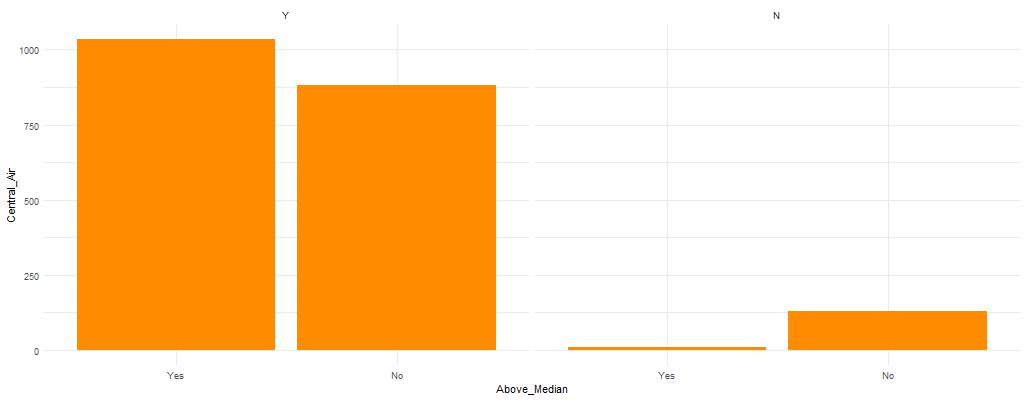 Y N
1000
750
500
250
0
Central_Air
Yes No Yes No
Above_Median